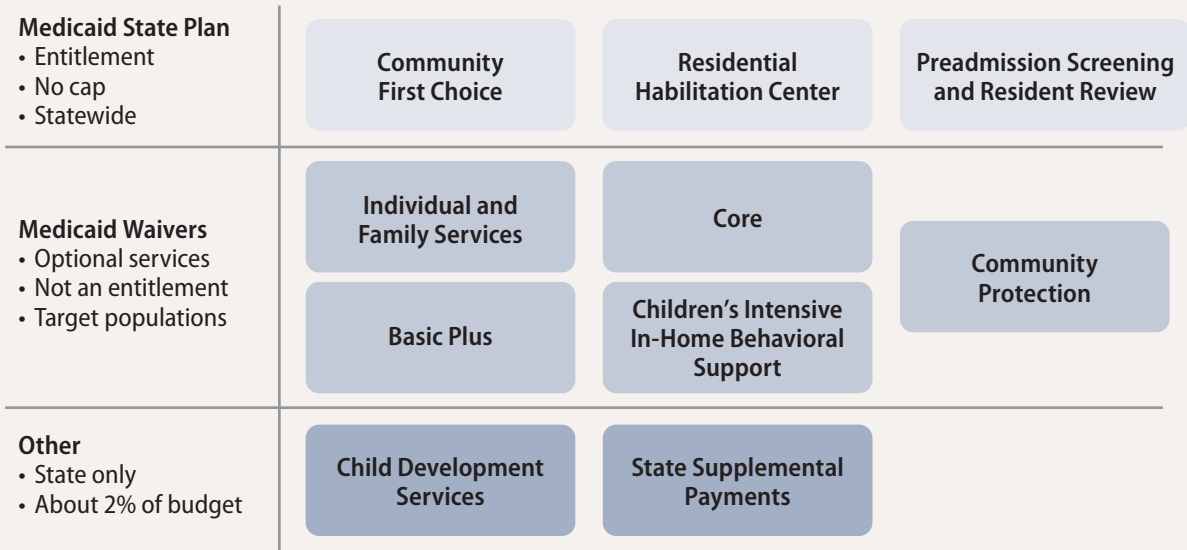 Medicaid State Plan
• Entitlement
• No cap
• Statewide
Community
First Choice
Residential
Habilitation Center
Preadmission Screening
and Resident Review
Medicaid Waivers
• Optional services
• Not an entitlement
• Target populations
Individual and
Family Services
Core
Community
Protection
Basic Plus
Children's Intensive
In-Home Behavioral
Support
Other
• State only
• About 2% of budget
Child Development
Services
State Supplemental
Payments